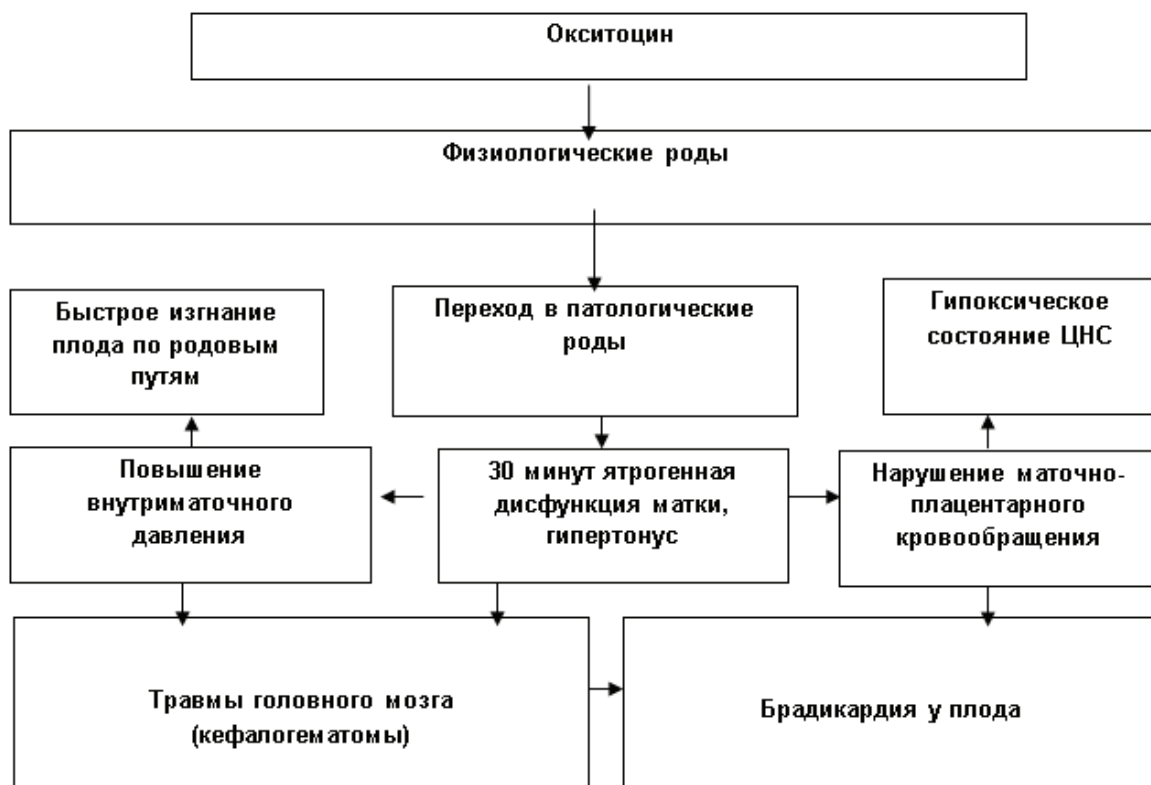 Окситоцин
Физиологические роды
Быстрое изгнание
плода по родовым
путям
Переход в патологические
роды
Гипоксическое
состояние ЦНС
Повышение
внутриматочного
давления
30 минут ятрогенная
дисфункция матки,
гипертонус
Нарушение маточно-
плацентарного
кровообращения
Травмы головного мозга
(кефалогематомы)
Брадикардия у плода